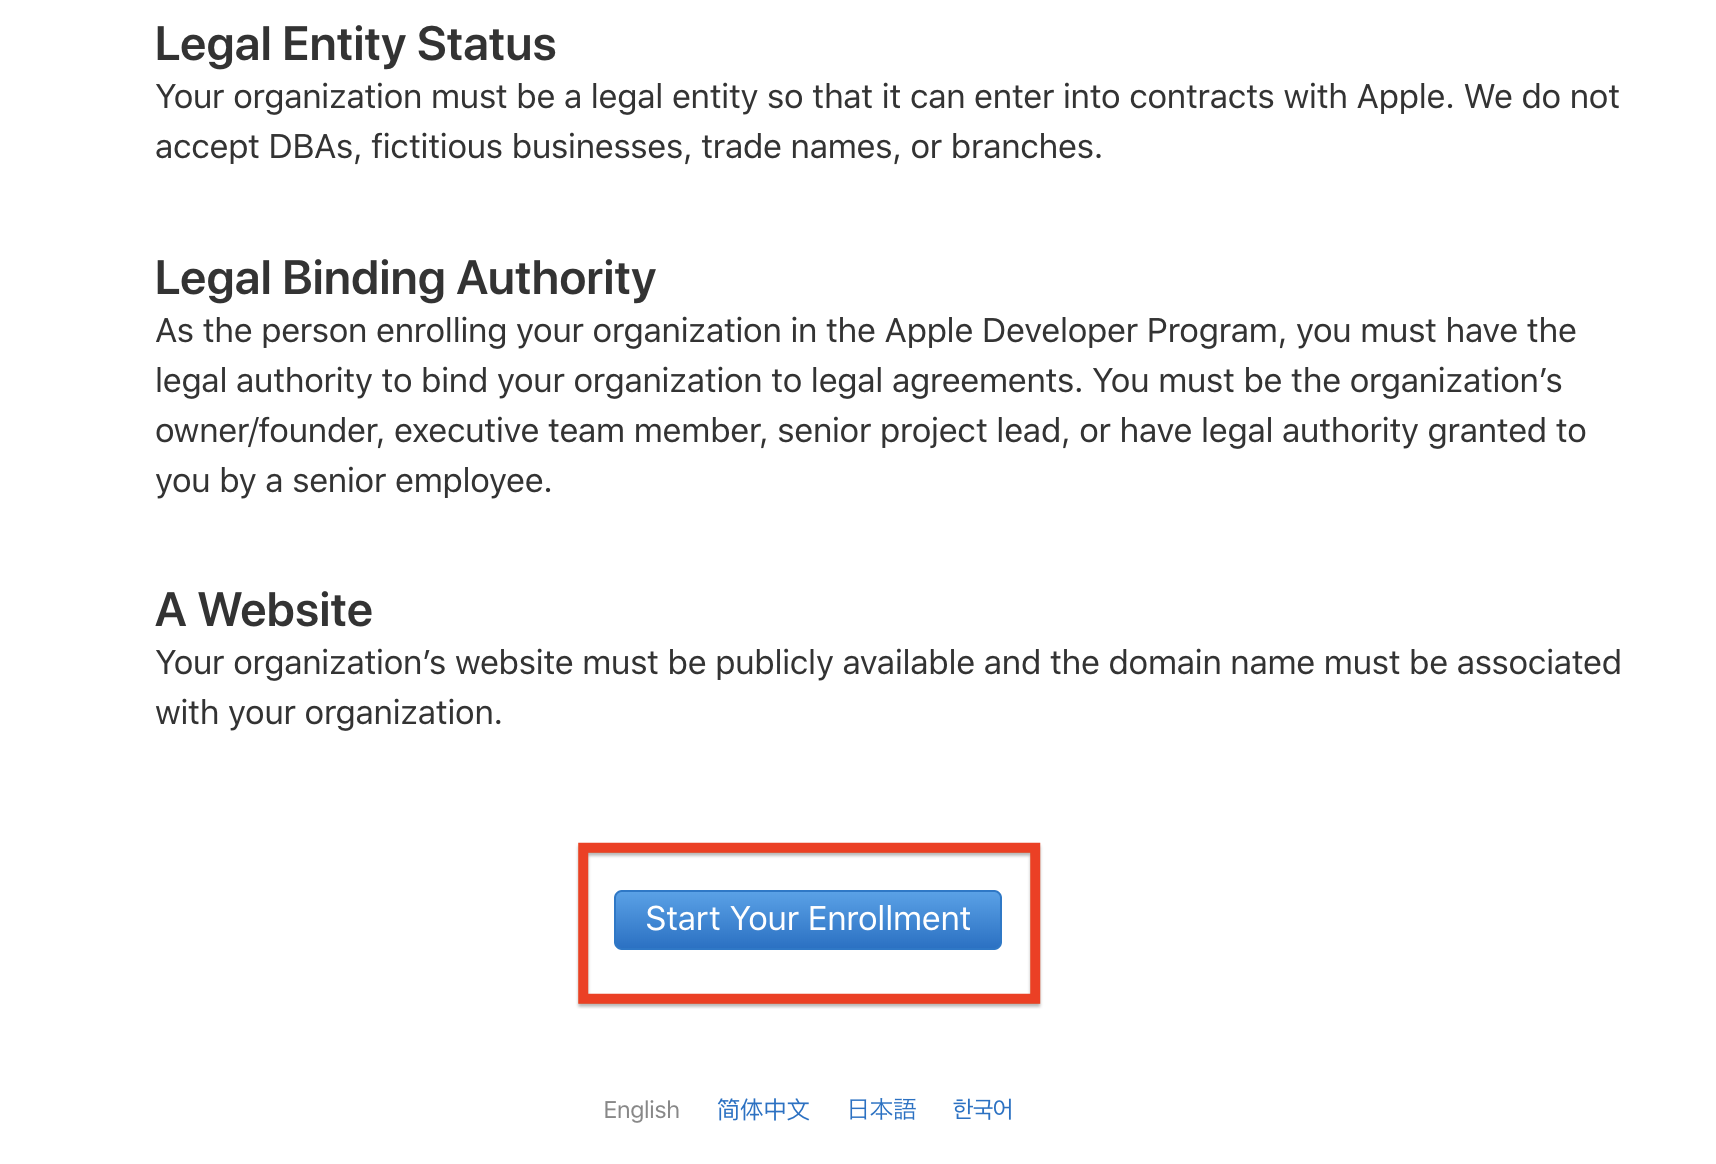 Legal Entity Status
Your organization must be a legal entity so that it can enter into contracts with Apple. We do not
accept DBAs, fictitious businesses, trade names, or branches.
Legal Binding Authority
As the person enrolling your organization in the Apple Developer Program, you must have the
legal authority to bind your organization to legal agreements. You must be the organization’s
owner/founder, executive team member, senior project lead, or have legal authority granted to
you by a senior employee.
A Website
Your organization’s website must be publicly available and the domain name must be associated
with your organization.
Start Your Enrollment
English 简体中文 日本語 한국어